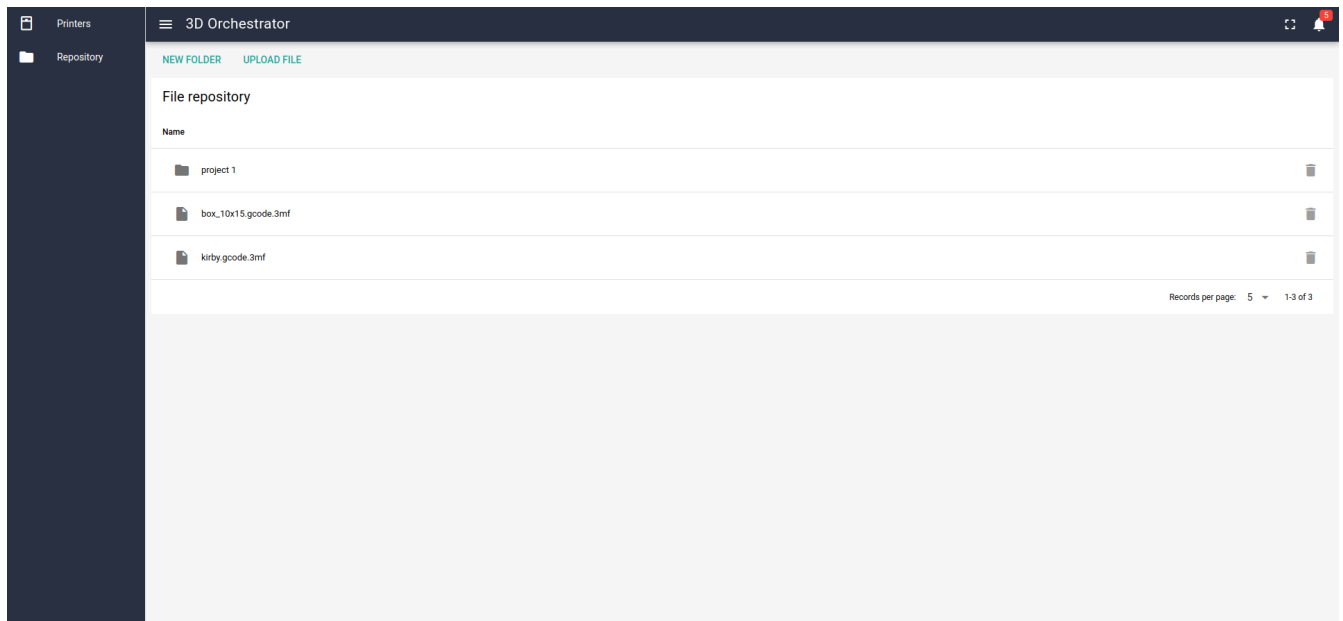 Printers
Repository
3D Orchestrator
5
NEW FOLDER UPLOAD FILE
File repository
Name
project 1
box_10x15.gcode.3mf
kirby.gcode.3mf
Records per page: 5 1-3 of 3